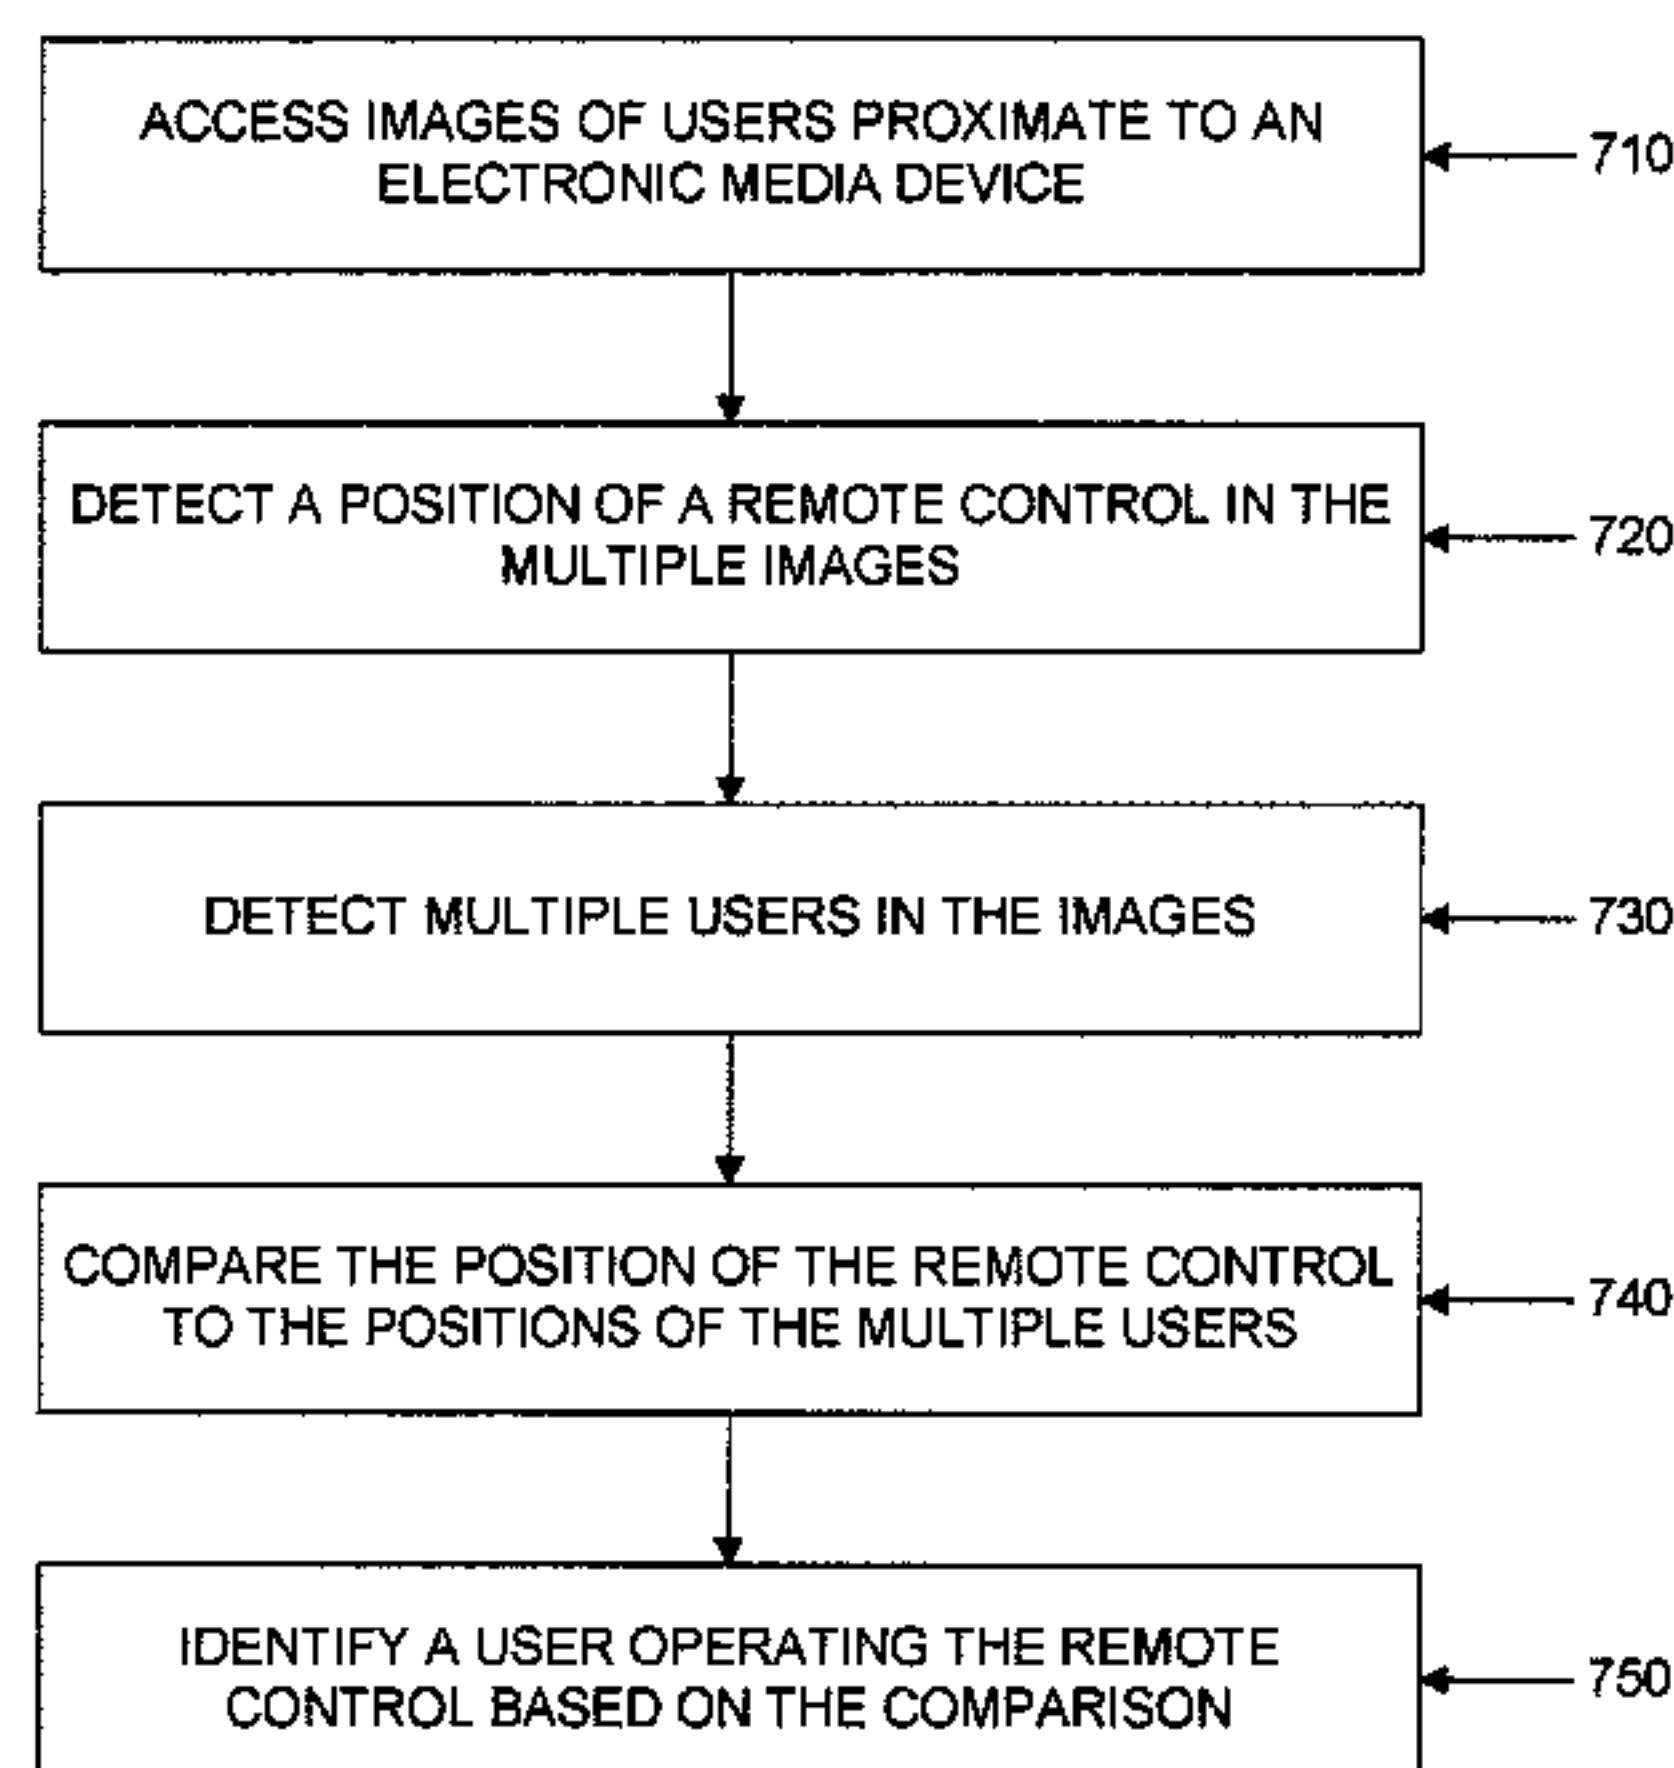 ACCESS IMAGES OF USERS PROXIMATE TO AN
ELECTRONIC MEDIA DEVICE
710
DETECT A POSITION OF A REMOTE CONTROL IN THE
MULTIPLE IMAGES
720
DETECT MULTIPLE USERS IN THE IMAGES
730
COMPARE THE POSITION OF THE REMOTE CONTROL
TO THE POSITIONS OF THE MULTIPLE USERS
740
IDENTIFY A USER OPERATING THE REMOTE
CONTROL BASED ON THE COMPARISON
750